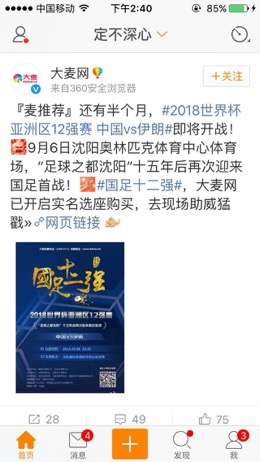 中国移动
下午2:40
定不深心
大麦
大麦网
来自360安全浏览器
+关注
『麦推荐』还有半个月，#2018世界杯
亚洲区12强赛 中国vs伊朗#即将开战！
9月6日沈阳奥林匹克体育中心体育
场，“足球之都沈阳”十五年后再次迎来
国足首战！#国足十二强#，大麦网
已开启实名选座购买，去现场助威猛
戳» 网页链接
國足十二强
2018世界杯亚洲区12强赛
中国VS伊朗
28
49
75
首页
4
消息
+
发现
3
我